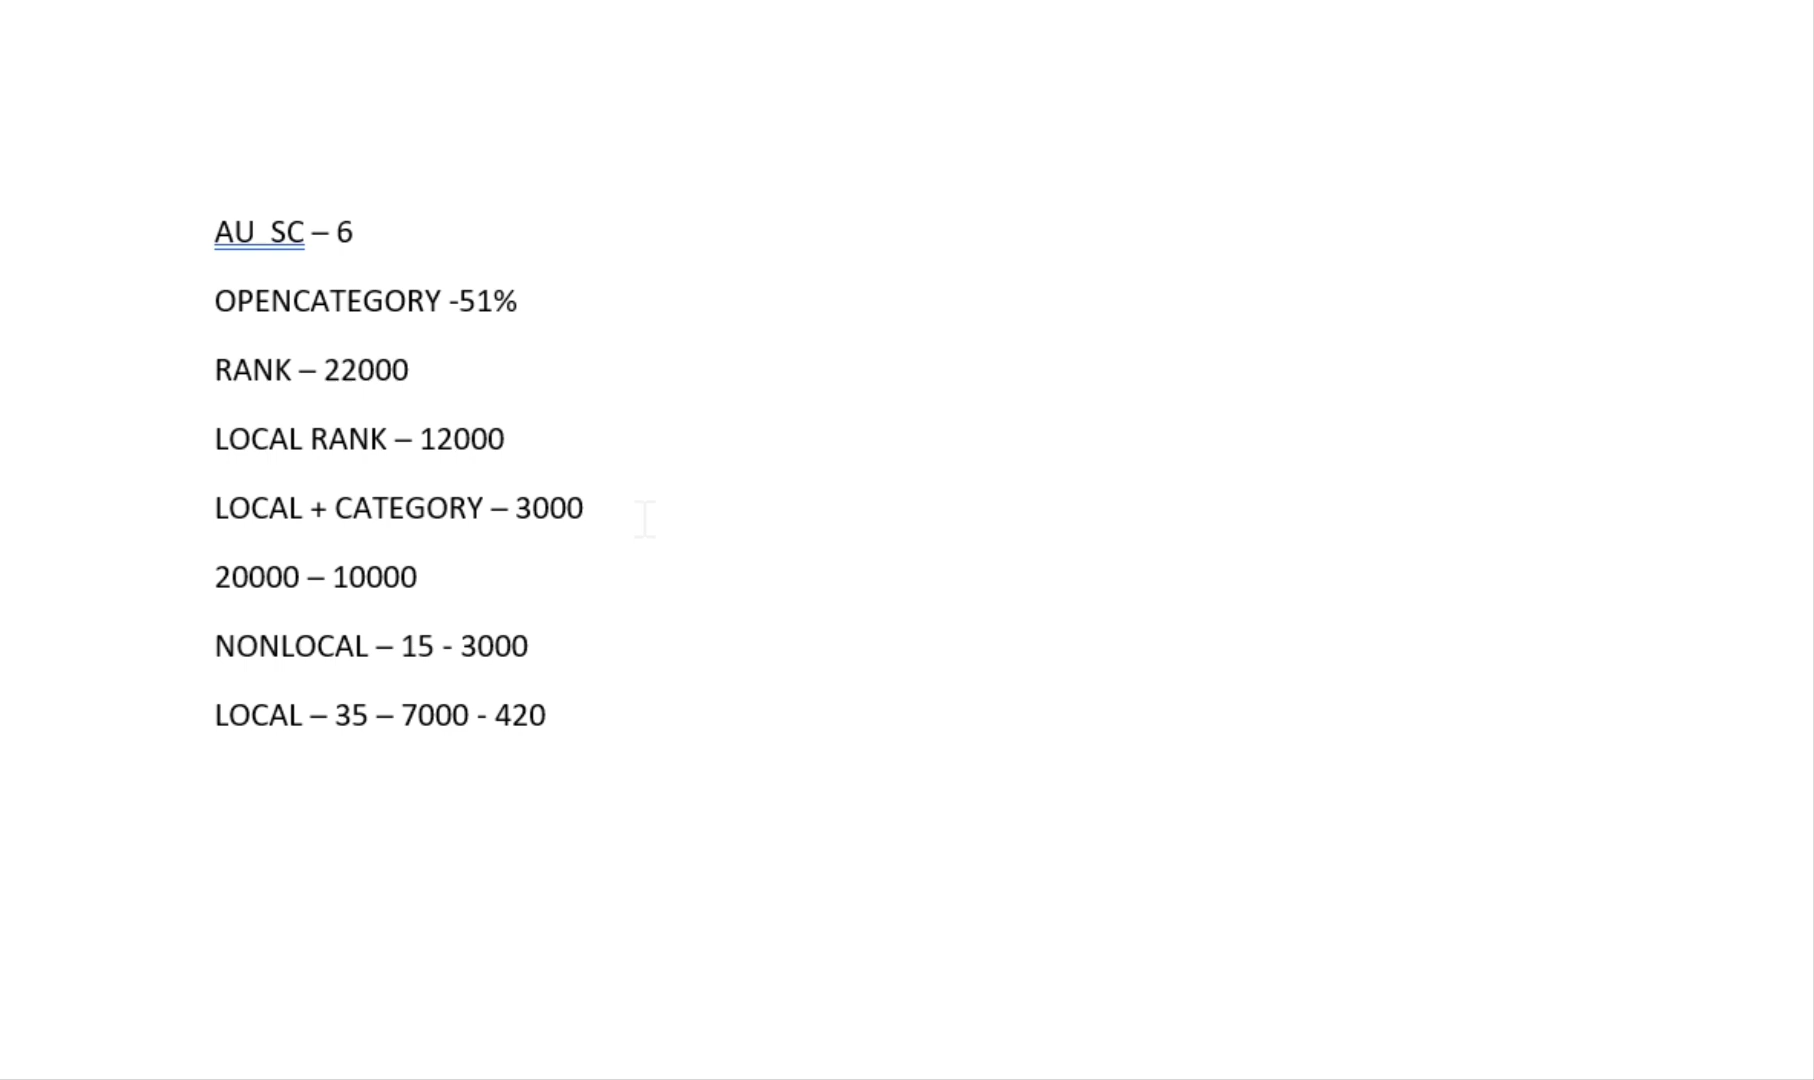 AU  SC – 6
OPENCATEGORY -51%
RANK – 22000
LOCAL RANK – 12000
LOCAL + CATEGORY – 3000
20000 – 10000
NONLOCAL – 15 - 3000
LOCAL – 35 – 7000 - 420